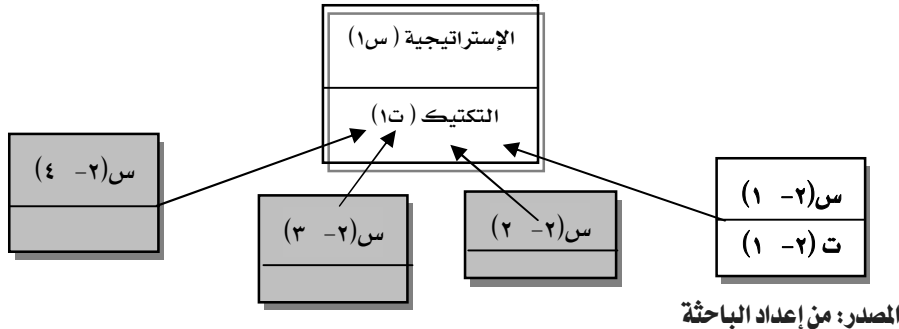 الإستراتيجية (س١)
التكتيك (ت١)
س(٢- ١)
ت (٢- ١)
س(٢- ٢)
س(٢- ٣)
س(٢- ٤)
المصدر: من إعداد الباحثة